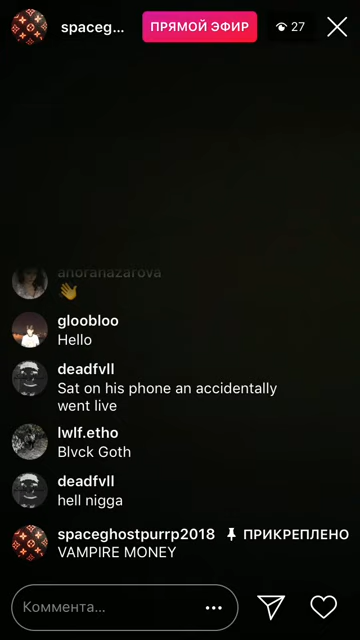 spaceg...
ПРЯМОЙ ЭФИР
27
anoranazarova
👋
gloobloo
Hello
deadfvll
Sat on his phone an accidentally
went live
lwlf.etho
Blvck Goth
deadfvll
hell nigga
spaceghostpurrp2018 ПРИКРЕПЛЕНО
VAMPIRE MONEY
Коммента...